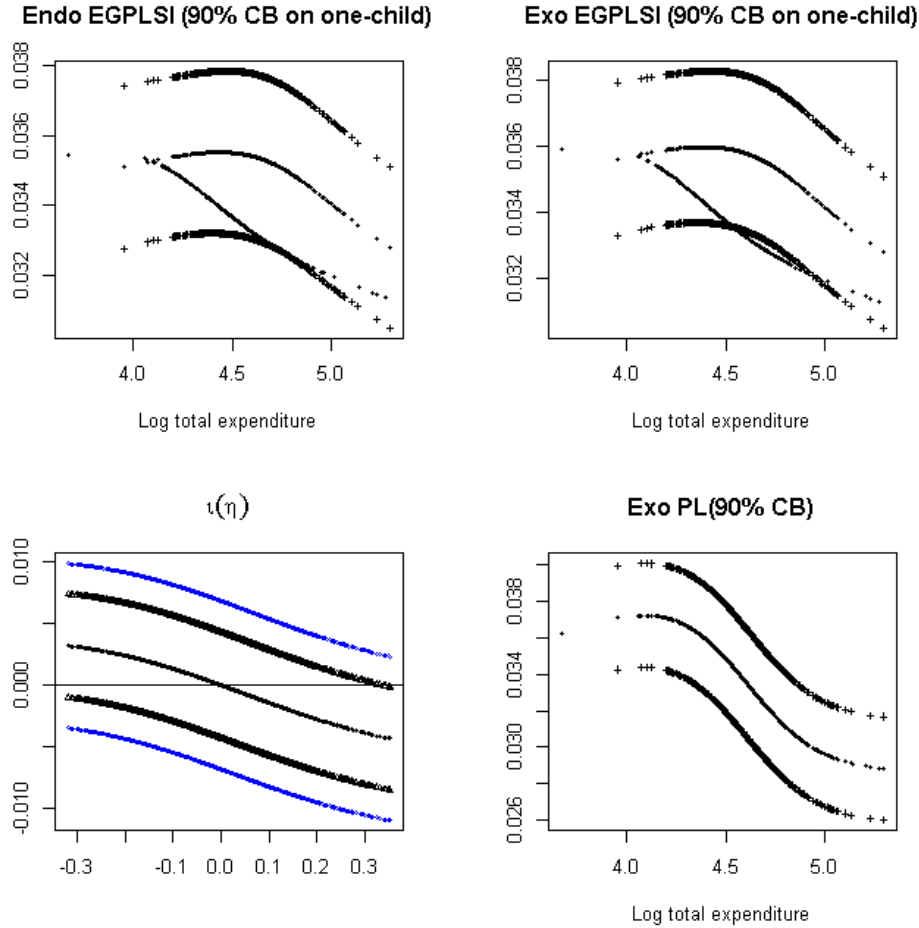 Endo EGPLSI (90% CB on one-child)
0.038
0.036
0.034
0.032
4.0 4.5 5.0
Log total expenditure
Exo EGPLSI (90% CB on one-child)
0.038
0.036
0.034
0.032
4.0 4.5 5.0
Log total expenditure
ι(η)
0.010
0.000
-0.010
-0.3 -0.1 0.0 0.1 0.2 0.3
Exo PL(90% CB)
0.038
0.034
0.030
0.026
4.0 4.5 5.0
Log total expenditure